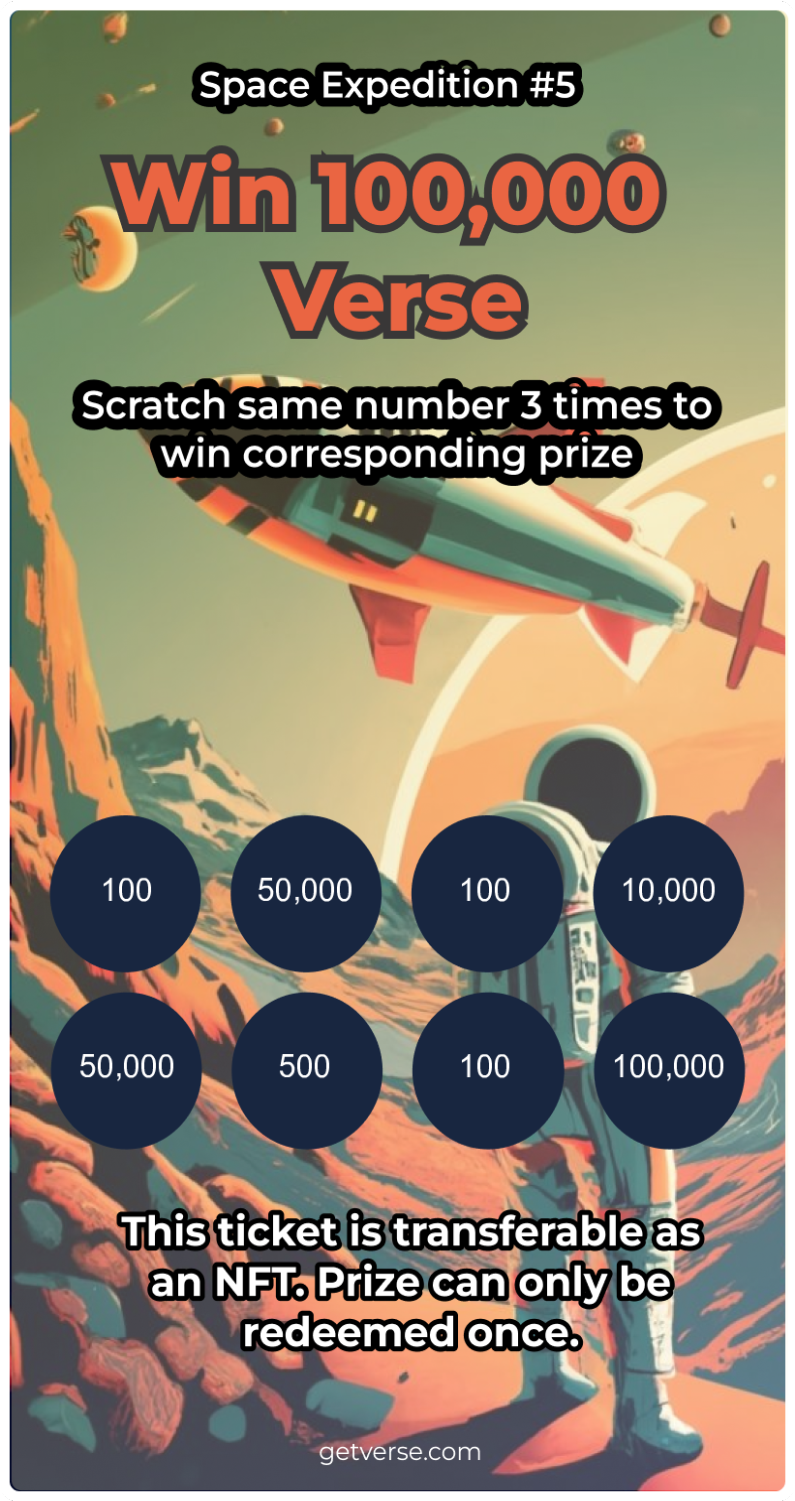 Space Expedition #5
Win 100,000
Verse
Scratch same number 3 times to
win corresponding prize
100 50,000 100 10,000
50,000 500 100 100,000
This ticket is transferable as
an NFT. Prize can only be
redeemed once.
getverse.com